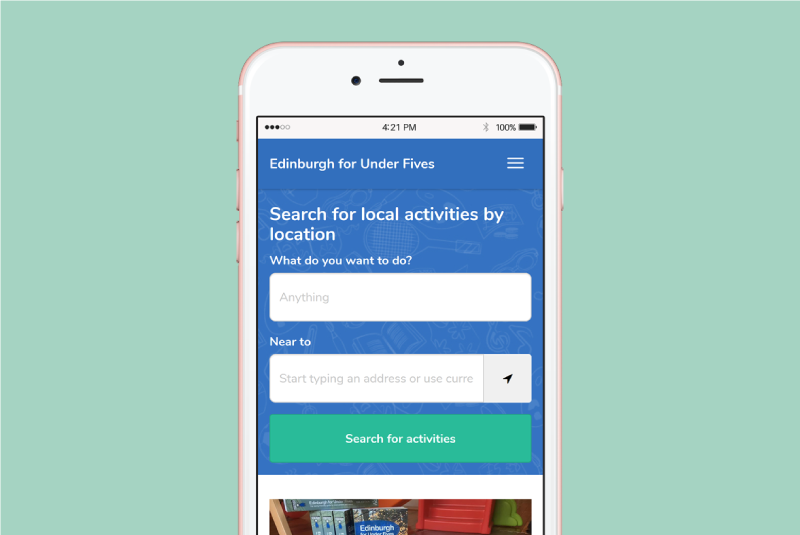 4:21 PM
100%
Edinburgh for Under Fives
Search for local activities by
location
What do you want to do?
Anything
Near to
Start typing an address or use curre
Search for activities
Edinburgh
for Under Fives